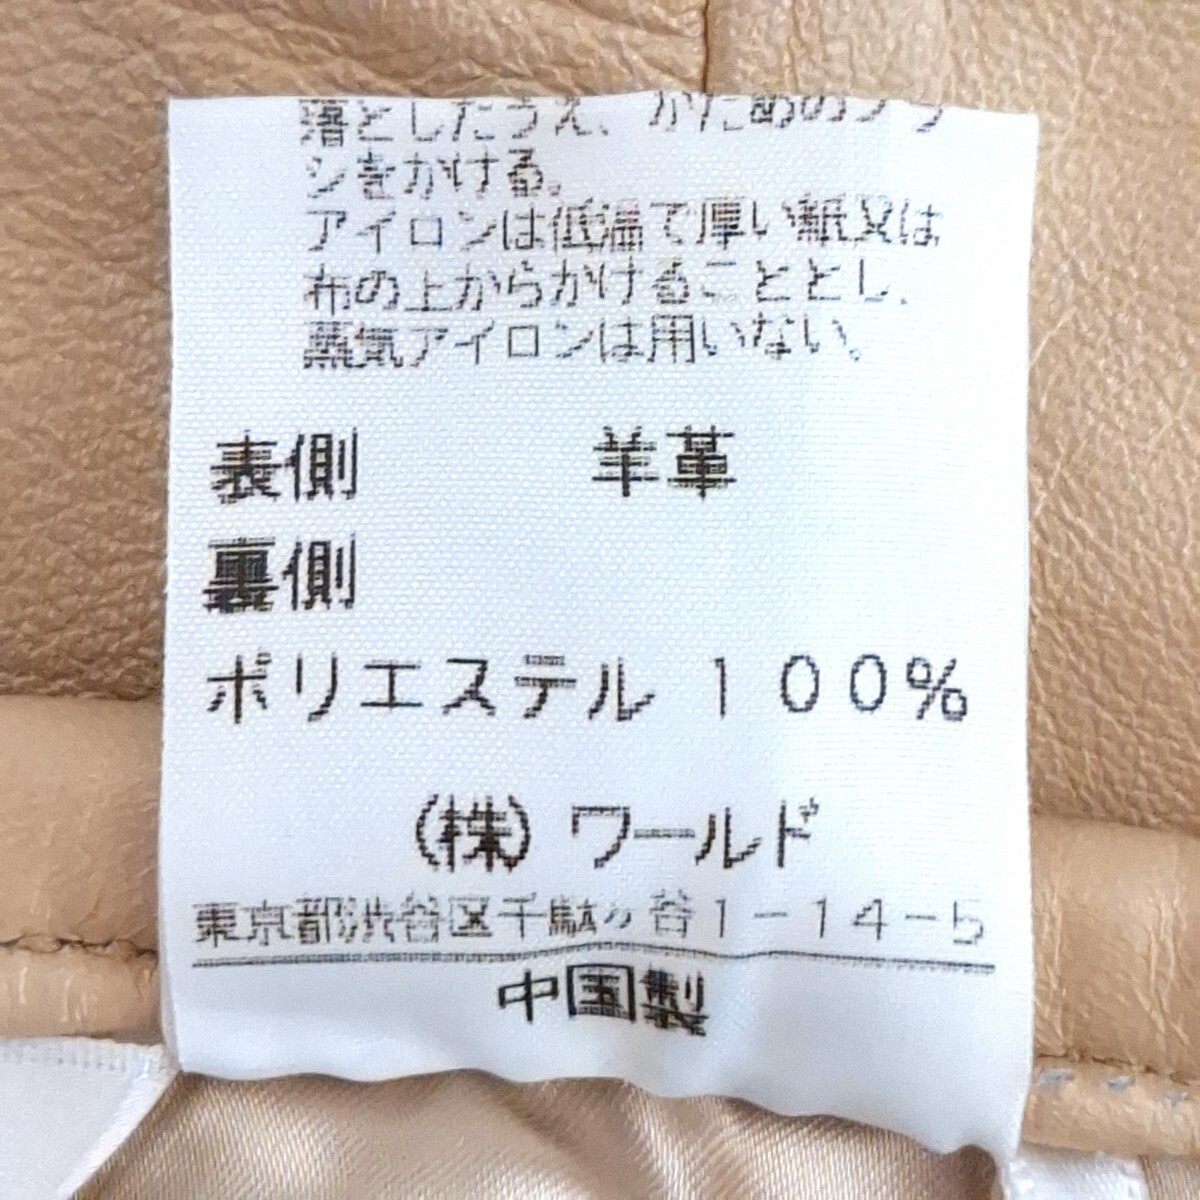 落としたうえ、かためのブラ
シをかける。
アイロンは低温で厚い紙又は
布の上からかけることとし、
蒸気アイロンは用いない。
表側 羊革
裏側
ポリエステル 100%
(株) ワールド
東京都渋谷区千駄ヶ谷1-14-5
中国製